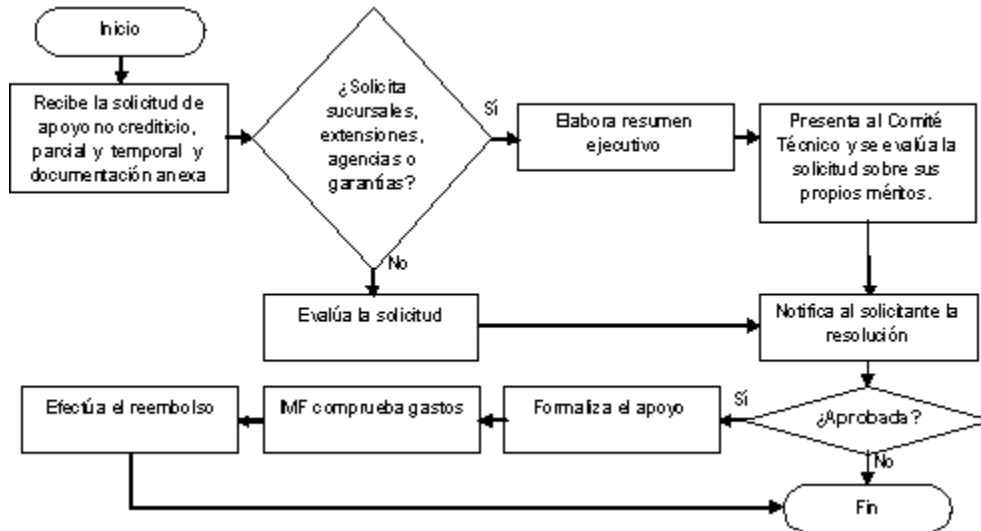 Inicio
Recibe la solicitud de
apoyo no crediticio,
parcial y temporal y
documentación anexa
¿Solicita
sucursales,
extensiones,
agencias o
garantías?
Sí
Elabora resumen
ejecutivo
Presenta al Comité
Técnico y se evalúa la
solicitud sobre sus
propios méritos.
No
Evalúa la solicitud
Notifica al solicitante la
resolución
¿Aprobada?
Sí
Formaliza el apoyo
IMF comprueba gastos
Efectúa el reembolso
No
Fin